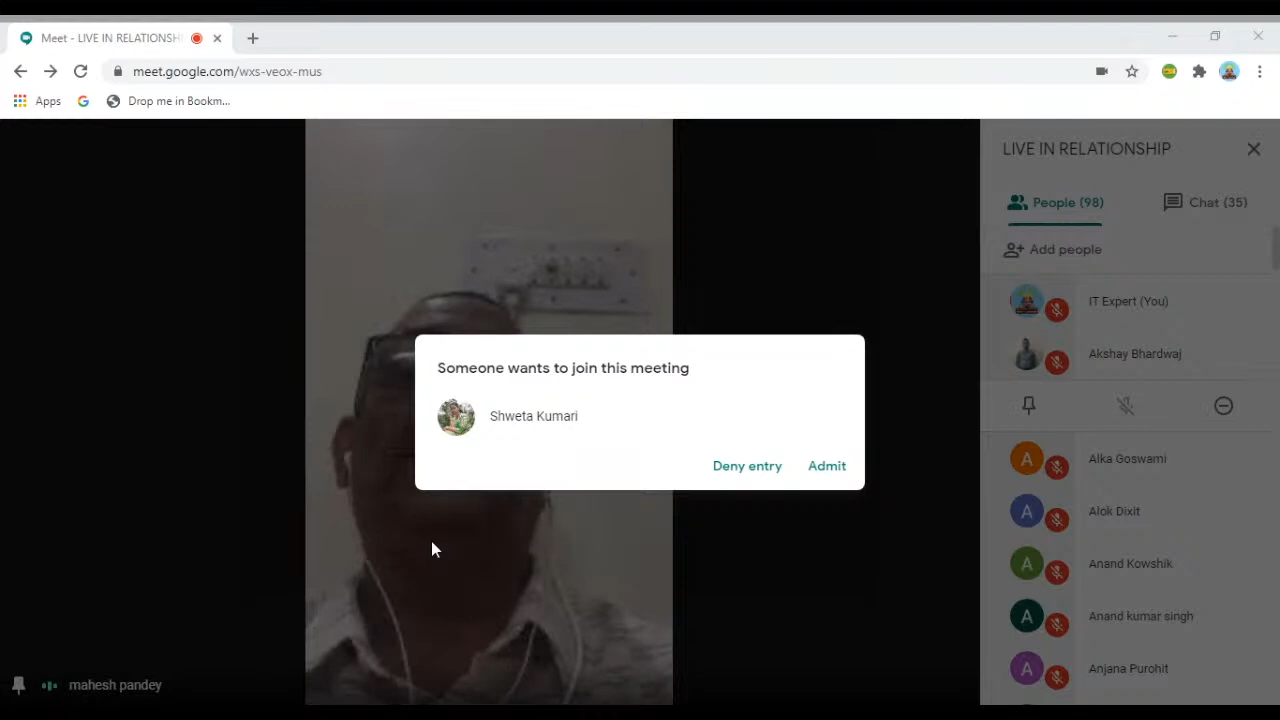 Meet - LIVE IN RELATIONSHI
meet.google.com/wxs-veox-mus
Apps
Drop me in Bookm...
LIVE IN RELATIONSHIP
People (98)
Chat (35)
Add people
IT Expert (You)
Akshay Bhardwaj
Someone wants to join this meeting
Shweta Kumari
Deny entry
Admit
A
Alka Goswami
A
Alok Dixit
A
Anand Kowshik
A
Anand kumar singh
A
Anjana Purohit
mahesh pandey